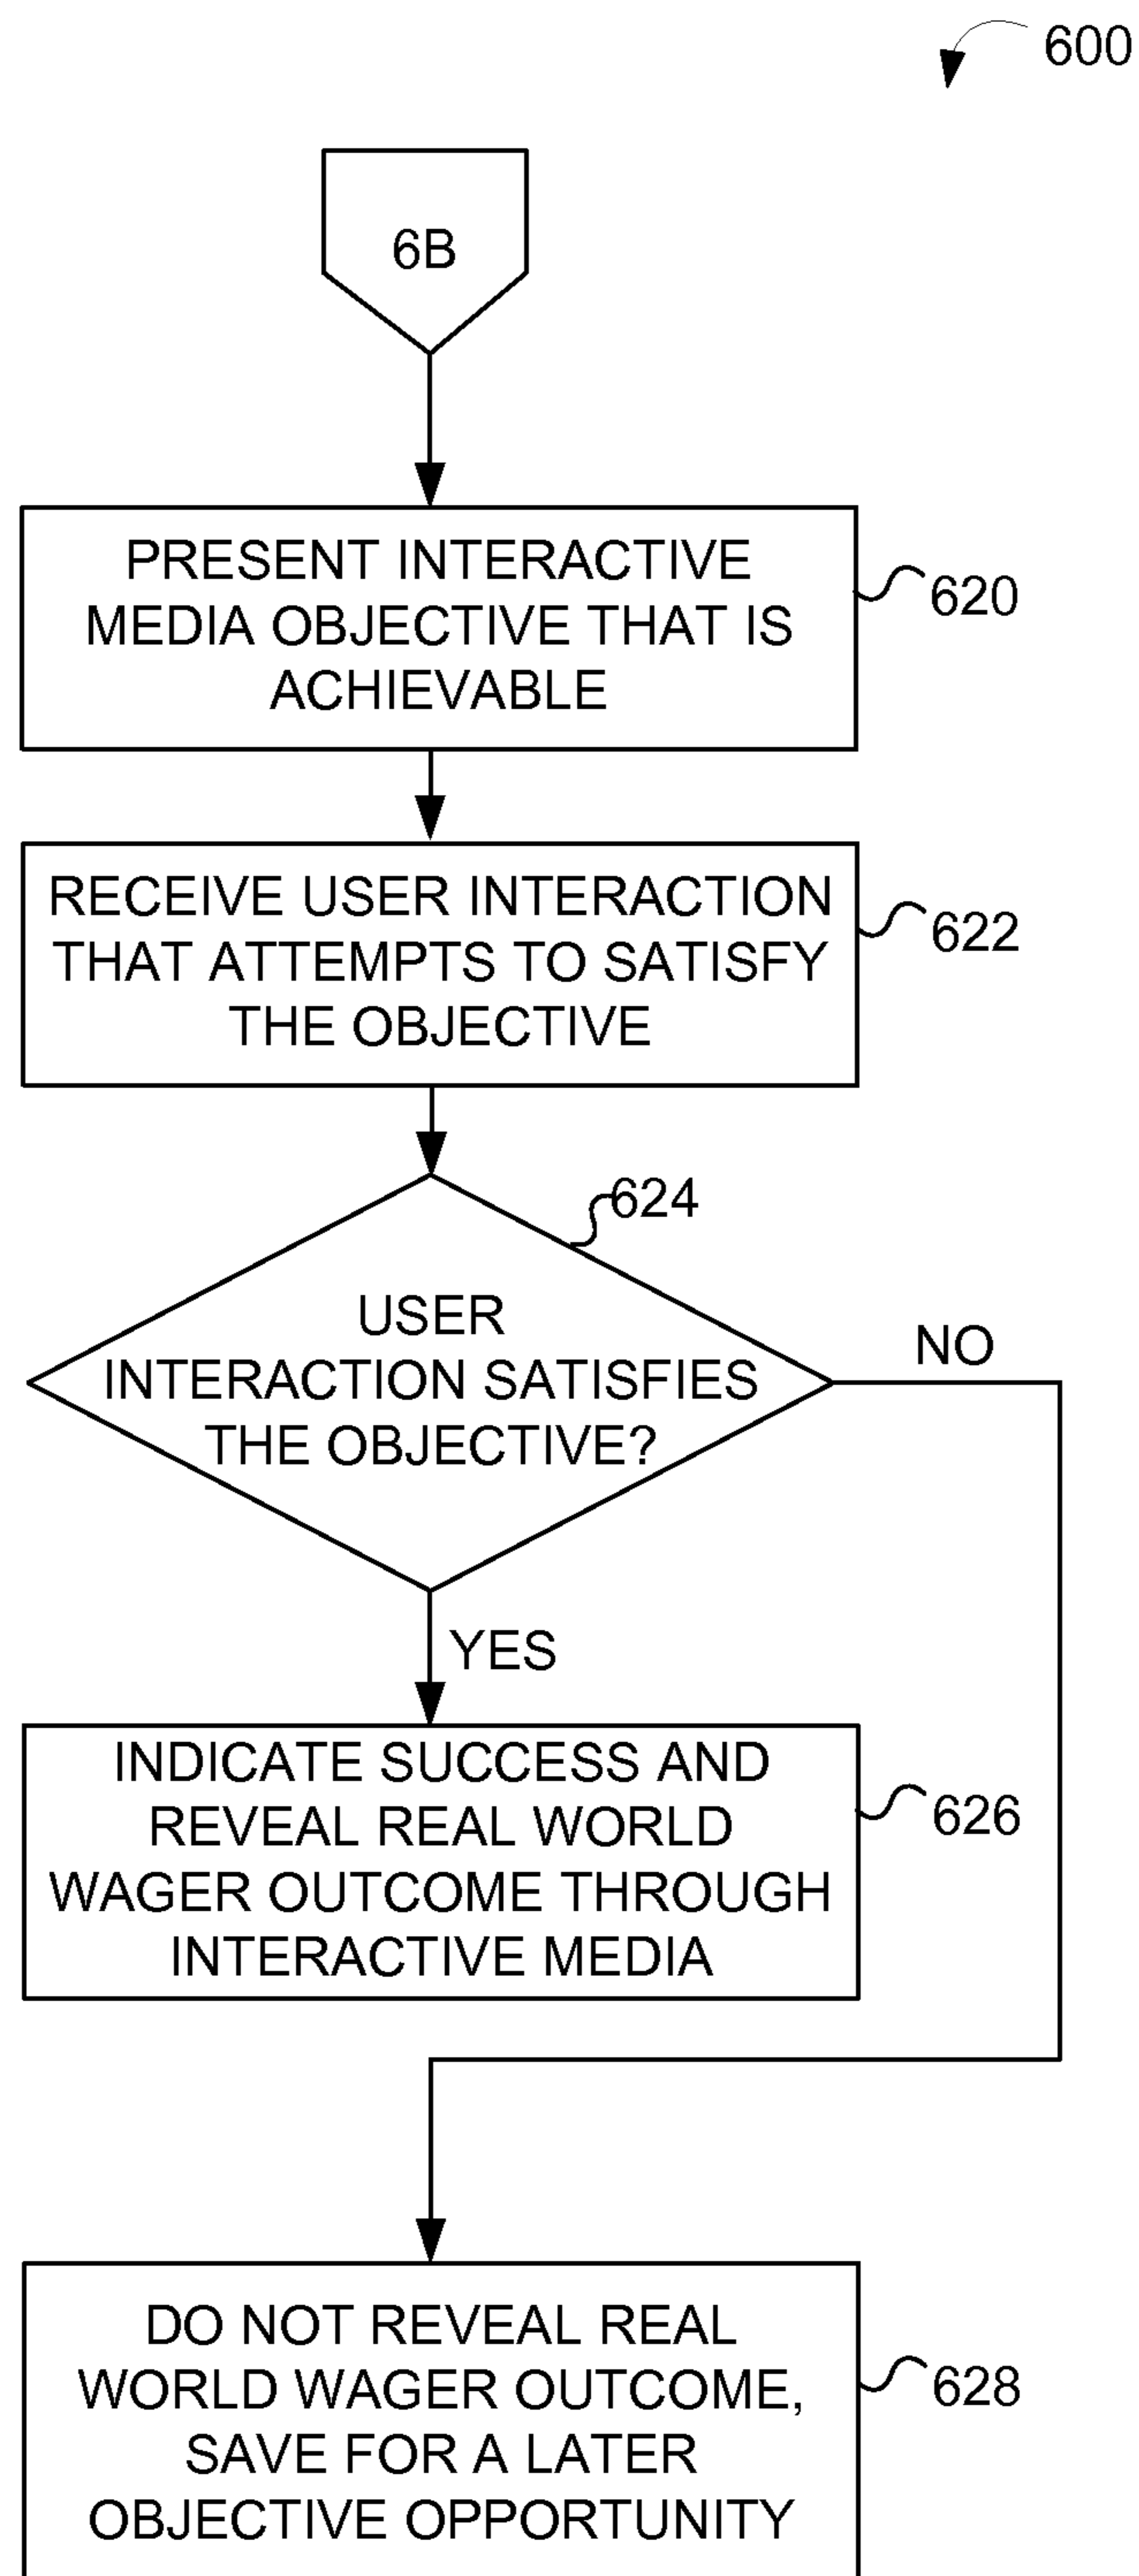 600
6B
PRESENT INTERACTIVE
MEDIA OBJECTIVE THAT IS
ACHIEVABLE
620
RECEIVE USER INTERACTION
THAT ATTEMPTS TO SATISFY
THE OBJECTIVE
622
624
USER
INTERACTION SATISFIES
THE OBJECTIVE?
NO
YES
INDICATE SUCCESS AND
REVEAL REAL WORLD
WAGER OUTCOME THROUGH
INTERACTIVE MEDIA
626
DO NOT REVEAL REAL
WORLD WAGER OUTCOME,
SAVE FOR A LATER
OBJECTIVE OPPORTUNITY
628